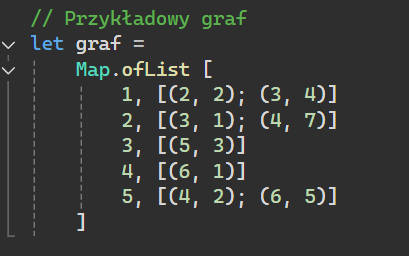 // Przykładowy graf
let graf =
    Map.ofList [
        1, [(2, 2); (3, 4)]
        2, [(3, 1); (4, 7)]
        3, [(5, 3)]
        4, [(6, 1)]
        5, [(4, 2); (6, 5)]
    ]